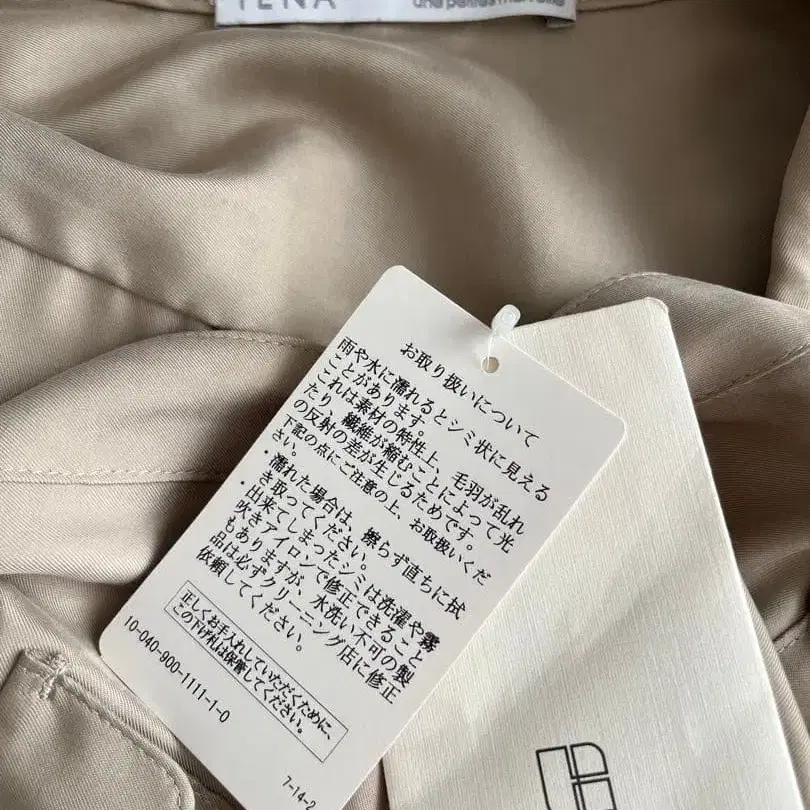 IENA
お取り扱いについて
雨や水に濡れるとシミ状に見える
ことがあります。
これは素材の特性上、毛羽が乱れ
たり、繊維が縮むことによって光
の反射の差が生じるためです。
下記の点にご注意の上、お取扱いくだ
さい。
・濡れた場合は、擦らず直ちに拭
き取ってください。
・出来てしまったシミは洗濯や霧
吹きアイロンで修正できること
もありますが、水洗い不可の製
品は必ずクリーニング店に修正
依頼してください。
正しくお手入れしていただくために、
この下げ札は保管してください。
10-040-900-1111-1-0
7-14-2